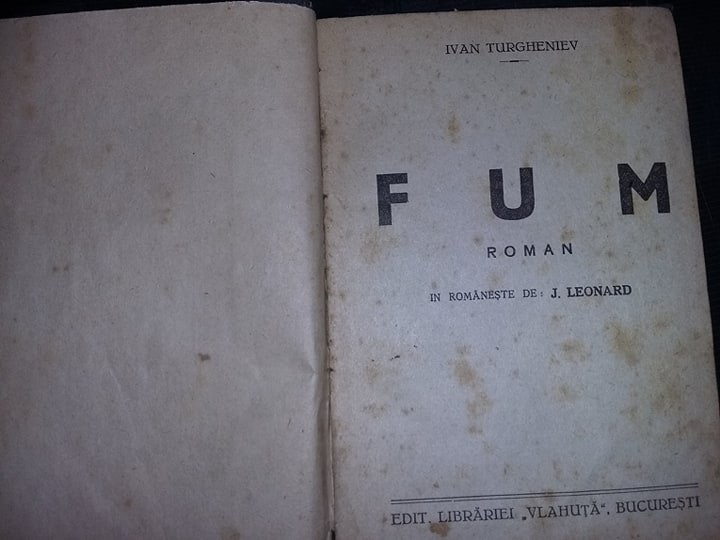 IVAN TURGHENIEV
FUM
ROMAN
IN ROMÂNEȘTE DE: J. LEONARD
EDIT. LIBRĂRIEI „VLAHUȚĂ“, BUCUREȘTI